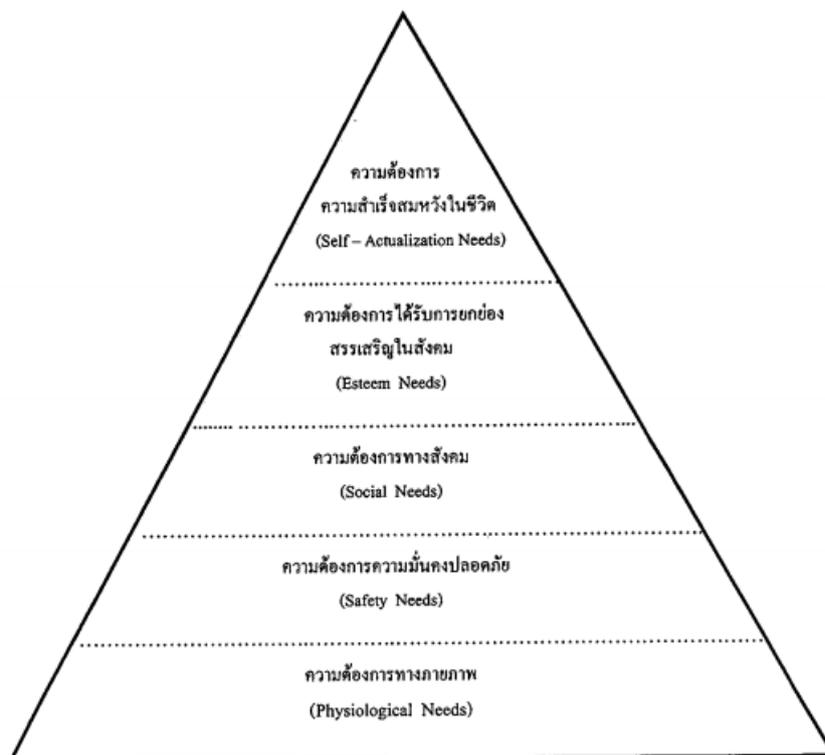 ความต้องการ
ความสำเร็จสมหวังในชีวิต
(Self – Actualization Needs)
ความต้องการได้รับการยกย่อง
สรรเสริญในสังคม
(Esteem Needs)
ความต้องการทางสังคม
(Social Needs)
ความต้องการความมั่นคงปลอดภัย
(Safety Needs)
ความต้องการทางภายภาพ
(Physiological Needs)